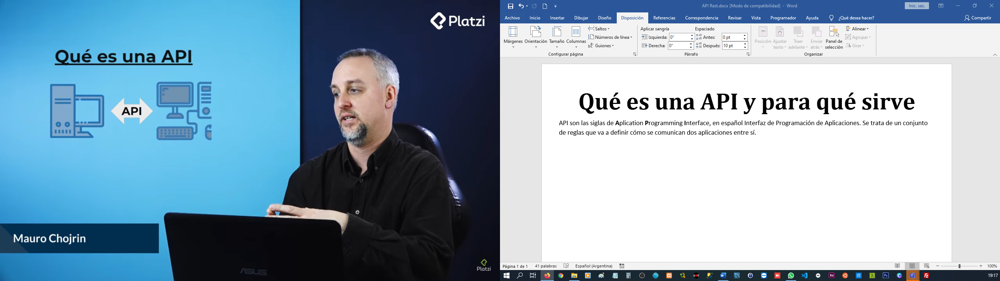 Platzi
Qué es una API
API
Mauro Chojrin
ASUS
Platzi
API Rest.docx [Modo de compatibilidad] - Word
Inic. ses.
Archivo Inicio Insertar Dibujar Diseño Disposición Referencias Correspondencia Revisar Vista Programador Ayuda ¿Qué desea hacer? Compartir
Márgenes Orientación Tamaño Columnas
Saltos
Números de línea
Guiones
Configurar página
Aplicar sangría Espaciado
Izquierda: 0" Antes: 0 pt
Derecha: 0" Después: 10 pt
Párrafo
Posición Ajustar texto Traer adelante Enviar atrás Panel de selección
Alinear
Agrupar
Girar
Organizar
Qué es una API y para qué sirve
API son las siglas de Aplication Programming Interface, en español Interfaz de Programación de Aplicaciones. Se trata de un conjunto
de reglas que va a definir cómo se comunican dos aplicaciones entre sí.
Página 1 de 1 41 palabras Español (Argentina) 100%
19:17